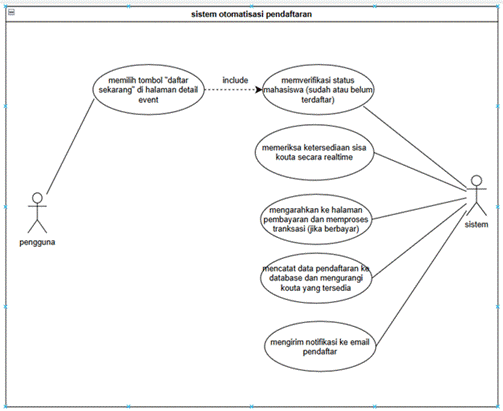 sistem otomatisasi pendaftaran
memilih tombol "daftar
sekarang" di halaman detail
event
include
memverifikasi status
mahasiswa (sudah atau belum
terdaftar)
memeriksa ketersediaan sisa
kouta secara realtime
mengarahkan ke halaman
pembayaran dan memproses
tranksasi (jika berbayar)
mencatat data pendaftaran ke
database dan mengurangi
kouta yang tersedia
mengirim notifikasi ke email
pendaftar
pengguna
sistem